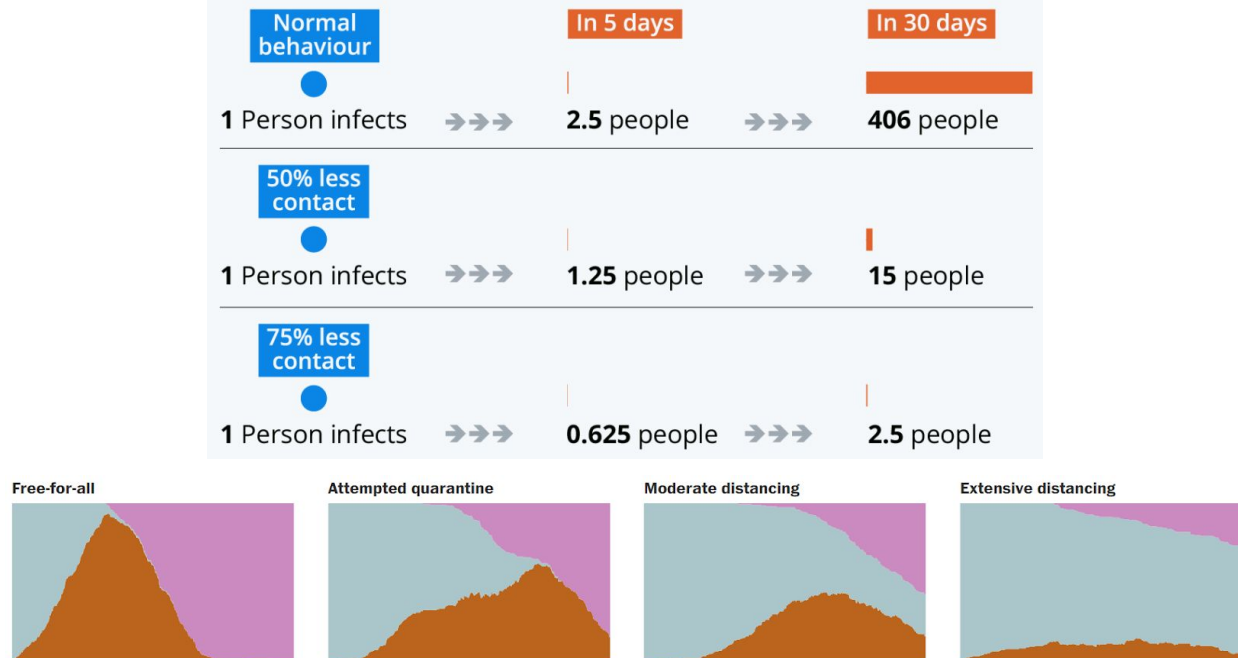 Normal
behaviour
In 5 days
In 30 days
1 Person infects
2.5 people
406 people
50% less
contact
1 Person infects
1.25 people
15 people
75% less
contact
1 Person infects
0.625 people
2.5 people
Free-for-all
Attempted quarantine
Moderate distancing
Extensive distancing